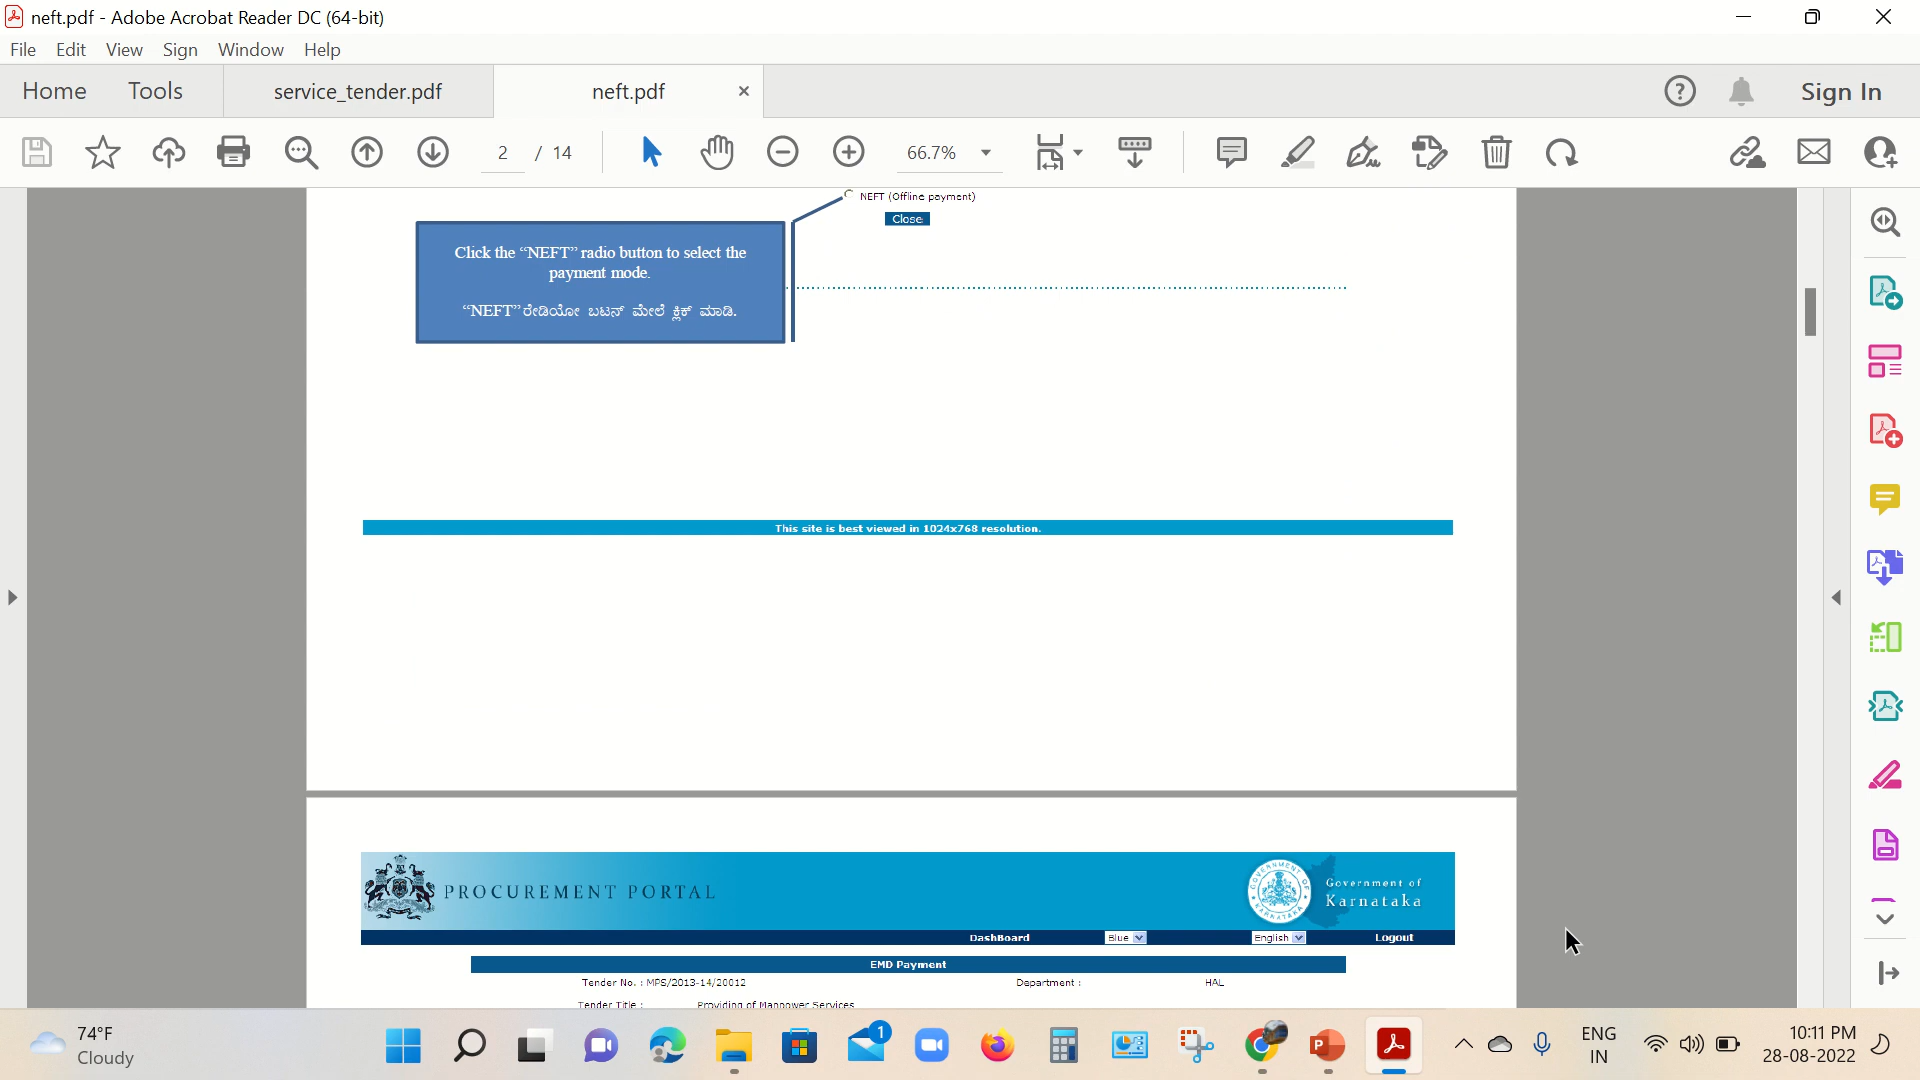 neft.pdf - Adobe Acrobat Reader DC (64-bit)
File Edit View Sign Window Help
Home Tools service_tender.pdf neft.pdf × Sign In
2 / 14 66.7%
NEFT (Offline payment)
Close
Click the “NEFT” radio button to select the
payment mode.
“NEFT” ರೇಡಿಯೋ ಬಟನ್ ಮೇಲೆ ಕ್ಲಿಕ್ ಮಾಡಿ.
This site is best viewed in 1024x768 resolution.
PROCUREMENT PORTAL
GOVERNMENT OF KARNATAKA
Government of
Karnataka
DashBoard Blue English Logout
EMD Payment
Tender No. : MPS/2013-14/20012 Department : HAL
Tender Title : Providing of Manpower Services
74°F
Cloudy
1
ENG
IN
10:11 PM
28-08-2022